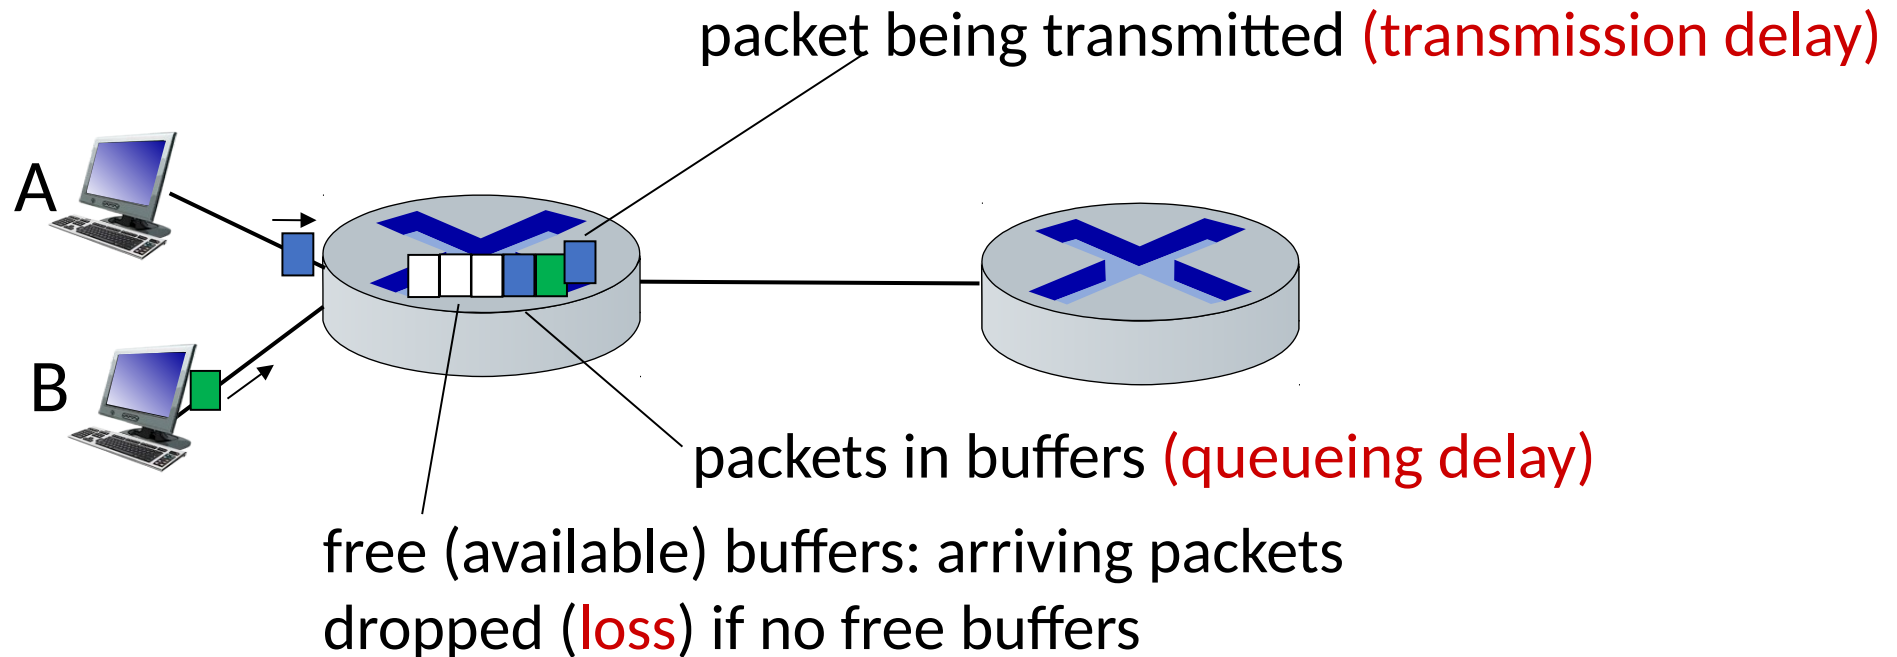 packet being transmitted (transmission delay)
A
B
packets in buffers (queueing delay)
free (available) buffers: arriving packets
dropped (loss) if no free buffers